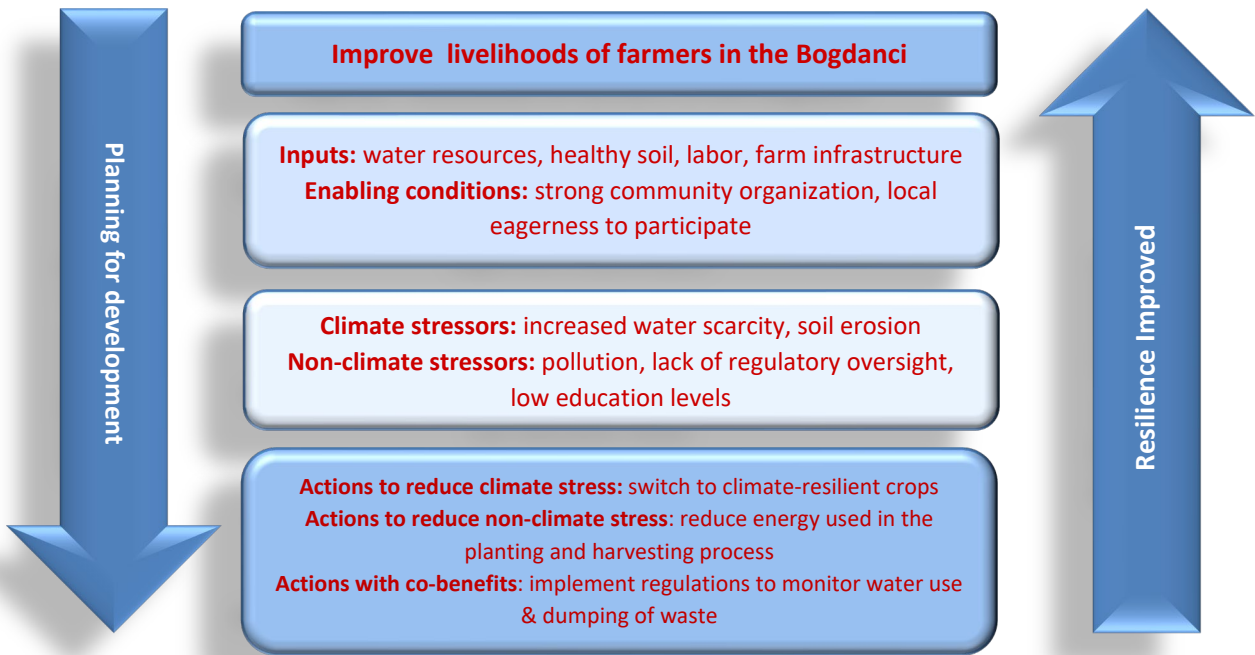 Improve livelihoods of farmers in the Bogdanci
Planning for development
Inputs: water resources, healthy soil, labor, farm infrastructure
Enabling conditions: strong community organization, local
eagerness to participate
Climate stressors: increased water scarcity, soil erosion
Non-climate stressors: pollution, lack of regulatory oversight,
low education levels
Actions to reduce climate stress: switch to climate-resilient crops
Actions to reduce non-climate stress: reduce energy used in the
planting and harvesting process
Actions with co-benefits: implement regulations to monitor water use
& dumping of waste
Resilience Improved